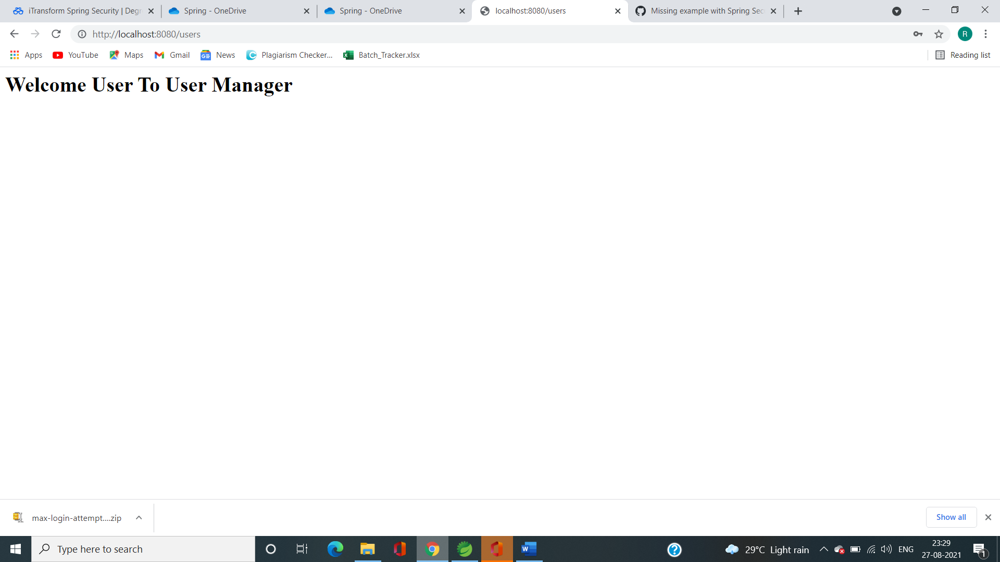 iTransform Spring Security | Degr
Spring - OneDrive
Spring - OneDrive
localhost:8080/users
Missing example with Spring Sec
http://localhost:8080/users
R
Apps
YouTube
Maps
Gmail
News
Plagiarism Checker...
Batch_Tracker.xlsx
Reading list
Welcome User To User Manager
max-login-attempt....zip
Show all
Type here to search
29°C Light rain
ENG
23:29
27-08-2021
1